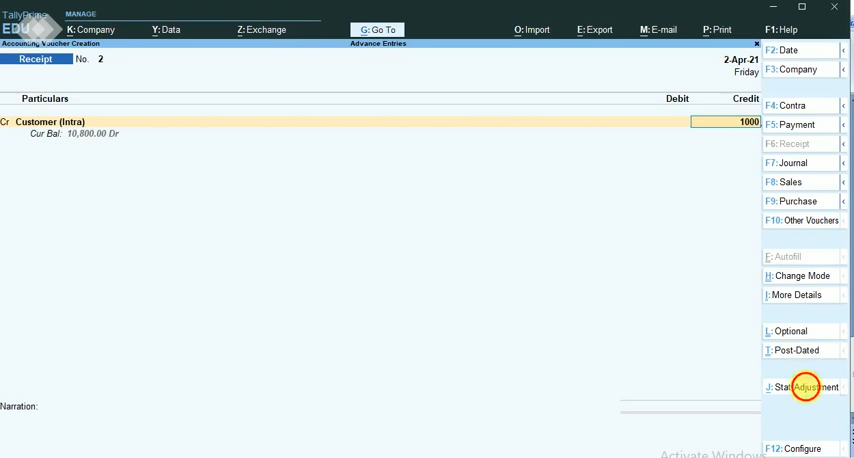 TallyPrime
EDU
MANAGE
K: Company
Y: Data
Z: Exchange
G: Go To
O: Import
E: Export
M: E-mail
P: Print
F1: Help
Accounting Voucher Creation
Advance Entries
×
Receipt No. 2
2-Apr-21
Friday
Particulars
Debit
Credit
Cr Customer (Intra)
1000
Cur Bal: 10,800.00 Dr
Narration:
F2: Date
F3: Company
F4: Contra
F5: Payment
F6: Receipt
F7: Journal
F8: Sales
F9: Purchase
F10: Other Vouchers
E: Autofill
H: Change Mode
I: More Details
L: Optional
T: Post-Dated
J: Stat Adjustment
F12: Configure
Activate Windows